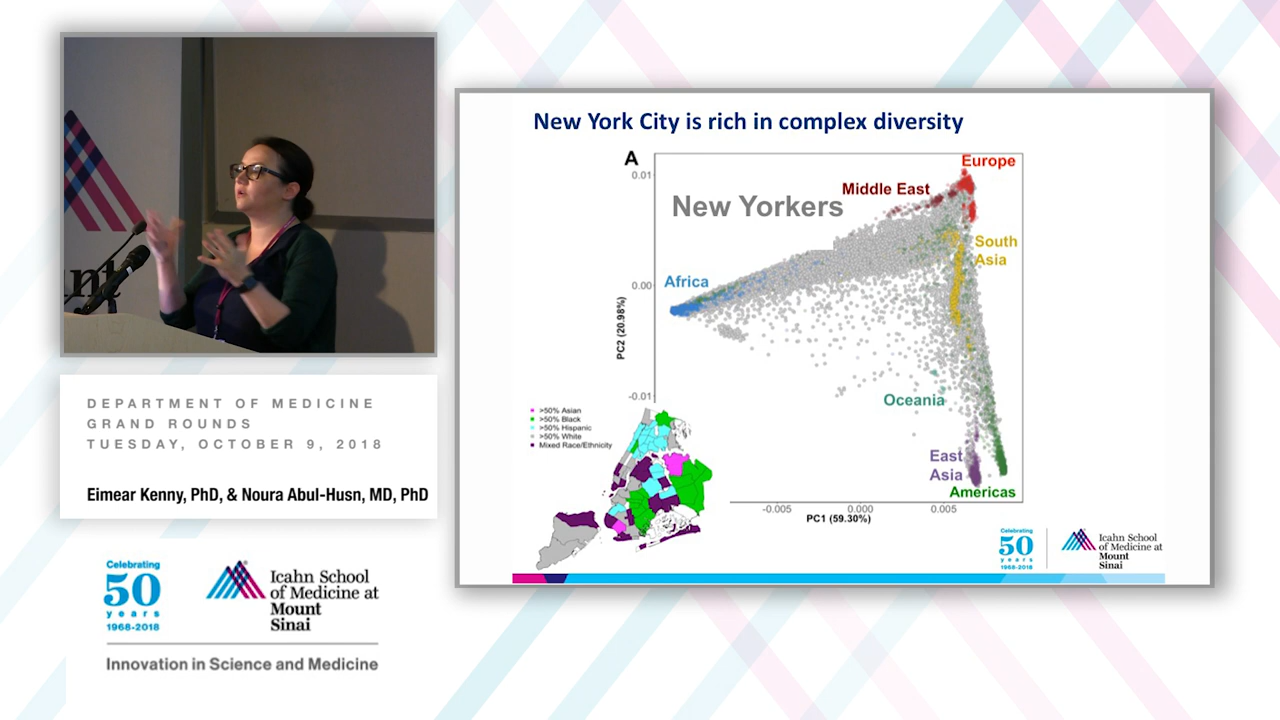 DEPARTMENT OF MEDICINE
GRAND ROUNDS
TUESDAY, OCTOBER 9, 2018
Eimear Kenny, PhD, & Noura Abul-Husn, MD, PhD
Celebrating
50
years
1968-2018
Icahn School
of Medicine at
Mount
Sinai
Innovation in Science and Medicine
New York City is rich in complex diversity
A
Europe
0.01
Middle East
New Yorkers
South
Asia
Africa
0.00
PC2 (20.98%)
Oceania
-0.01
>50% Asian
>50% Black
>50% Hispanic
>50% White
Mixed Race/Ethnicity
East
Asia
Americas
-0.005
0.000
0.005
PC1 (59.30%)
Celebrating
50
years
1968-2018
Icahn School
of Medicine at
Mount
Sinai
unt